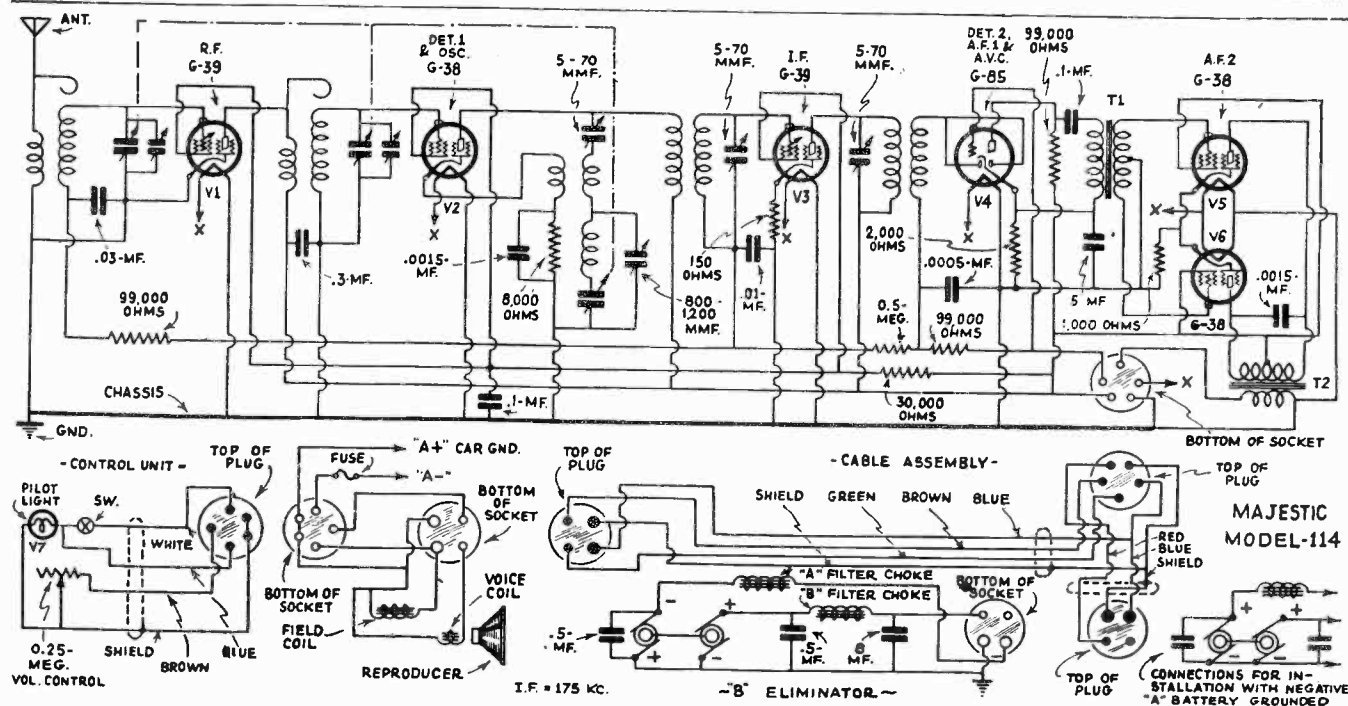 ANT.
R.F.
G-39
DET.1
& OSC.
G-38
5-70
MMF.
5-70
MMF.
I.F.
G-39
5-70
MMF.
DET. 2,
A.F.1 &
A.V.C.
G-85
99,000
OHMS
.1-MF.
T1
A.F.2
G-38
V1
V2
V3
V4
V5
V6
X
X
X
X
X
.03-MF.
.3-MF.
.0015-
MF.
8,000
OHMS
800-
1,200
MMF.
150
OHMS
.01-
MF.
2,000
OHMS
.0005-MF.
5 MF
1,000 OHMS
G-38
.0015-
MF.
99,000
OHMS
0.5-
MEG.
99,000
OHMS
30,000
OHMS
X
T2
CHASSIS
.1-MF.
GND.
BOTTOM OF SOCKET
-CONTROL UNIT-
TOP OF
PLUG
PILOT
LIGHT
SW.
V7
WHITE
0.25-
MEG.
VOL. CONTROL
SHIELD
BROWN
BLUE
"A+" CAR GND.
FUSE
"A-"
BOTTOM
OF
SOCKET
BOTTOM OF
SOCKET
FIELD
COIL
VOICE
COIL
REPRODUCER
TOP OF
PLUG
-CABLE ASSEMBLY-
SHIELD
GREEN
BROWN
BLUE
TOP OF
PLUG
RED
BLUE
SHIELD
MAJESTIC
MODEL-114
"A" FILTER CHOKE
"B" FILTER CHOKE
BOTTOM OF
SOCKET
.5-
MF.
- -
+ -
+ -
.5-
MF.
8
MF.
I.F. = 175 KC.
~"B" ELIMINATOR~
TOP OF
PLUG
+ +
- -
CONNECTIONS FOR IN-
STALLATION WITH NEGATIVE
"A" BATTERY GROUNDED